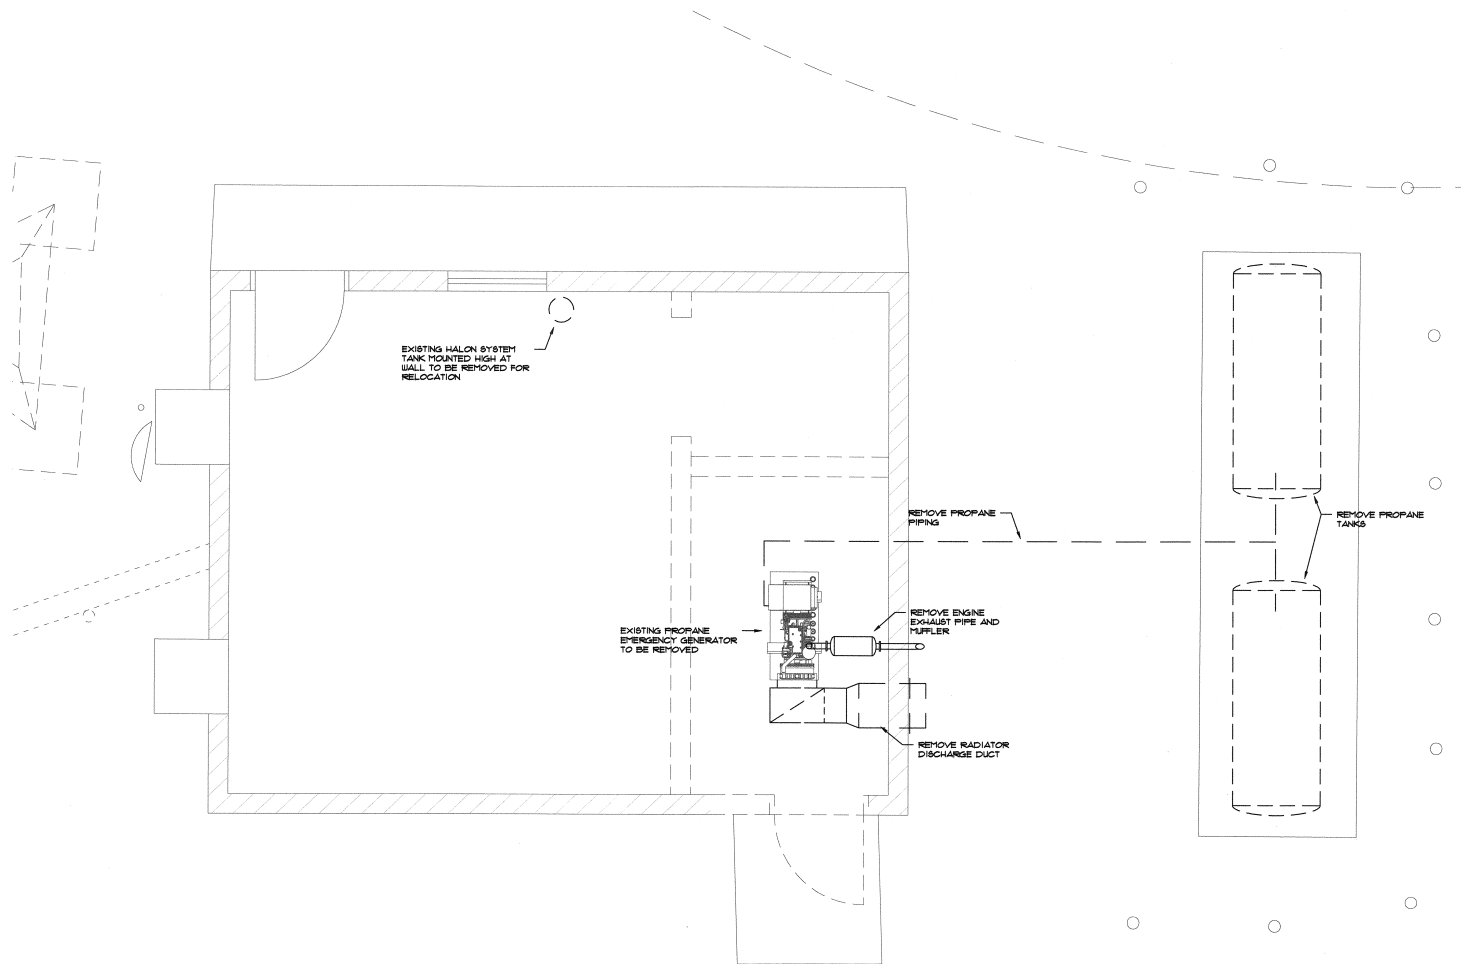 EXISTING HALON SYSTEM
TANK MOUNTED HIGH AT
WALL TO BE REMOVED FOR
RELOCATION
REMOVE PROPANE
PIPING
REMOVE PROPANE
TANKS
EXISTING PROPANE
EMERGENCY GENERATOR
TO BE REMOVED
REMOVE ENGINE
EXHAUST PIPE AND
MUFFLER
REMOVE RADIATOR
DISCHARGE DUCT